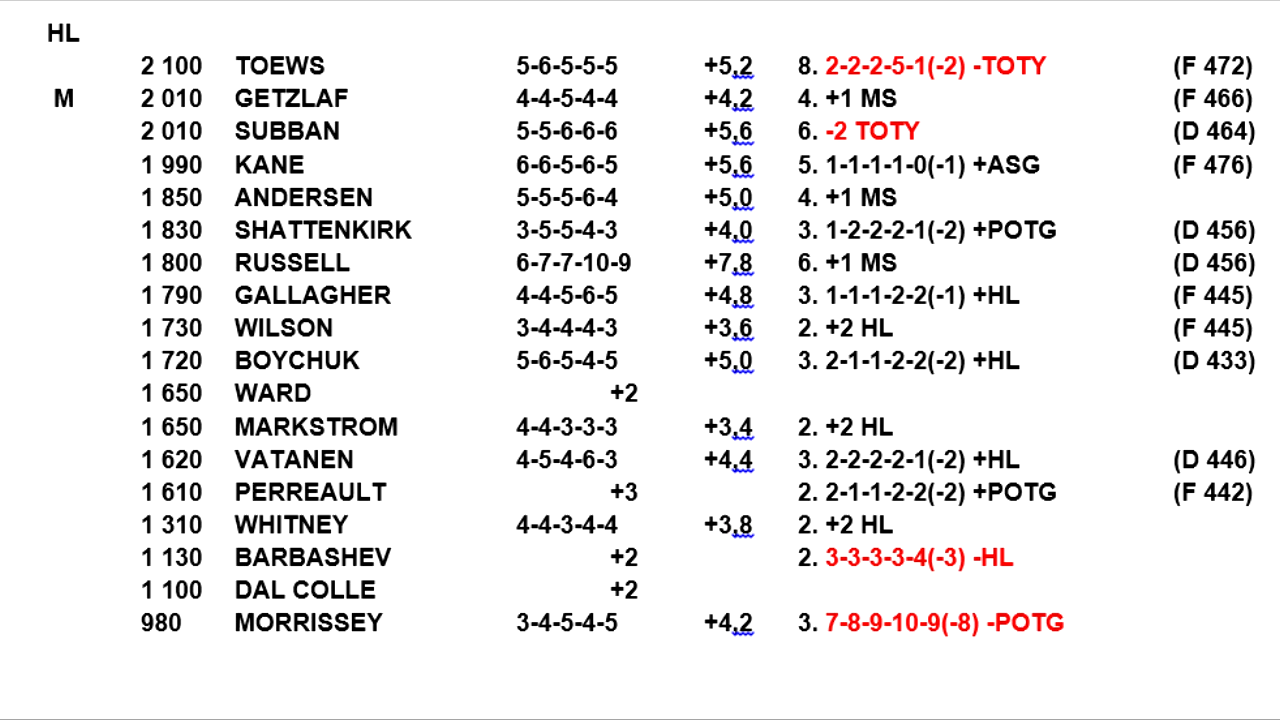 HL
2 100 TOEWS 5-6-5-5-5 +5,2 8. 2-2-2-5-1(-2) -TOTY (F 472)
M 2 010 GETZLAF 4-4-5-4-4 +4,2 4. +1 MS (F 466)
2 010 SUBBAN 5-5-6-6-6 +5,6 6. -2 TOTY (D 464)
1 990 KANE 6-6-5-6-5 +5,6 5. 1-1-1-1-0(-1) +ASG (F 476)
1 850 ANDERSEN 5-5-5-6-4 +5,0 4. +1 MS
1 830 SHATTENKIRK 3-5-5-4-3 +4,0 3. 1-2-2-2-1(-2) +POTG (D 456)
1 800 RUSSELL 6-7-7-10-9 +7,8 6. +1 MS (D 456)
1 790 GALLAGHER 4-4-5-6-5 +4,8 3. 1-1-1-2-2(-1) +HL (F 445)
1 730 WILSON 3-4-4-4-3 +3,6 2. +2 HL (F 445)
1 720 BOYCHUK 5-6-5-4-5 +5,0 3. 2-1-1-2-2(-2) +HL (D 433)
1 650 WARD +2
1 650 MARKSTROM 4-4-3-3-3 +3,4 2. +2 HL
1 620 VATANEN 4-5-4-6-3 +4,4 3. 2-2-2-2-1(-2) +HL (D 446)
1 610 PERREAULT +3 2. 2-1-1-2-2(-2) +POTG (F 442)
1 310 WHITNEY 4-4-3-4-4 +3,8 2. +2 HL
1 130 BARBASHEV +2 2. 3-3-3-3-4(-3) -HL
1 100 DAL COLLE +2
980 MORRISSEY 3-4-5-4-5 +4,2 3. 7-8-9-10-9(-8) -POTG